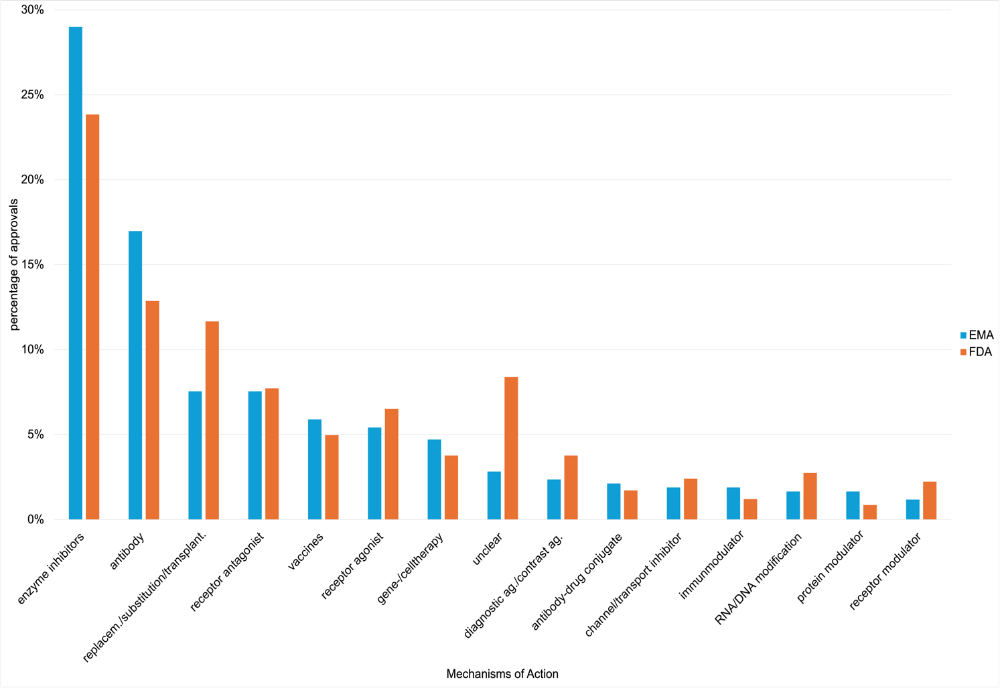 30%
25%
20%
15%
10%
5%
0%
percentage of approvals
enzyme inhibitors
antibody
replacem./substitution/transplant.
receptor antagonist
vaccines
receptor agonist
gene-/celltherapy
unclear
diagnostic ag./contrast ag.
antibody-drug conjugate
channel/transport inhibitor
immunmodulator
RNA/DNA modification
protein modulator
receptor modulator
Mechanisms of Action
EMA
FDA